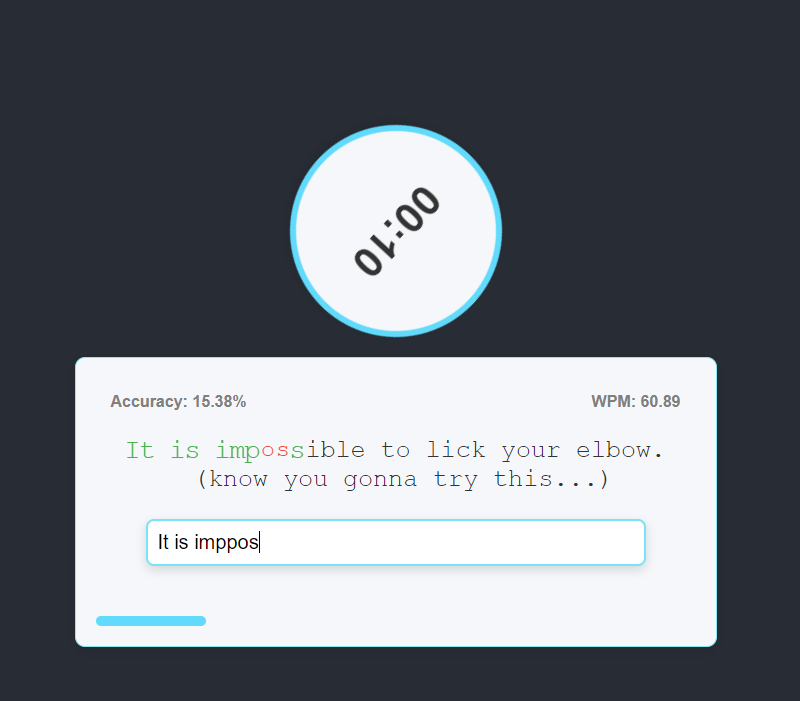 00:10
Accuracy: 15.38%
WPM: 60.89
It is impossible to lick your elbow.
(know you gonna try this...)
It is imppos